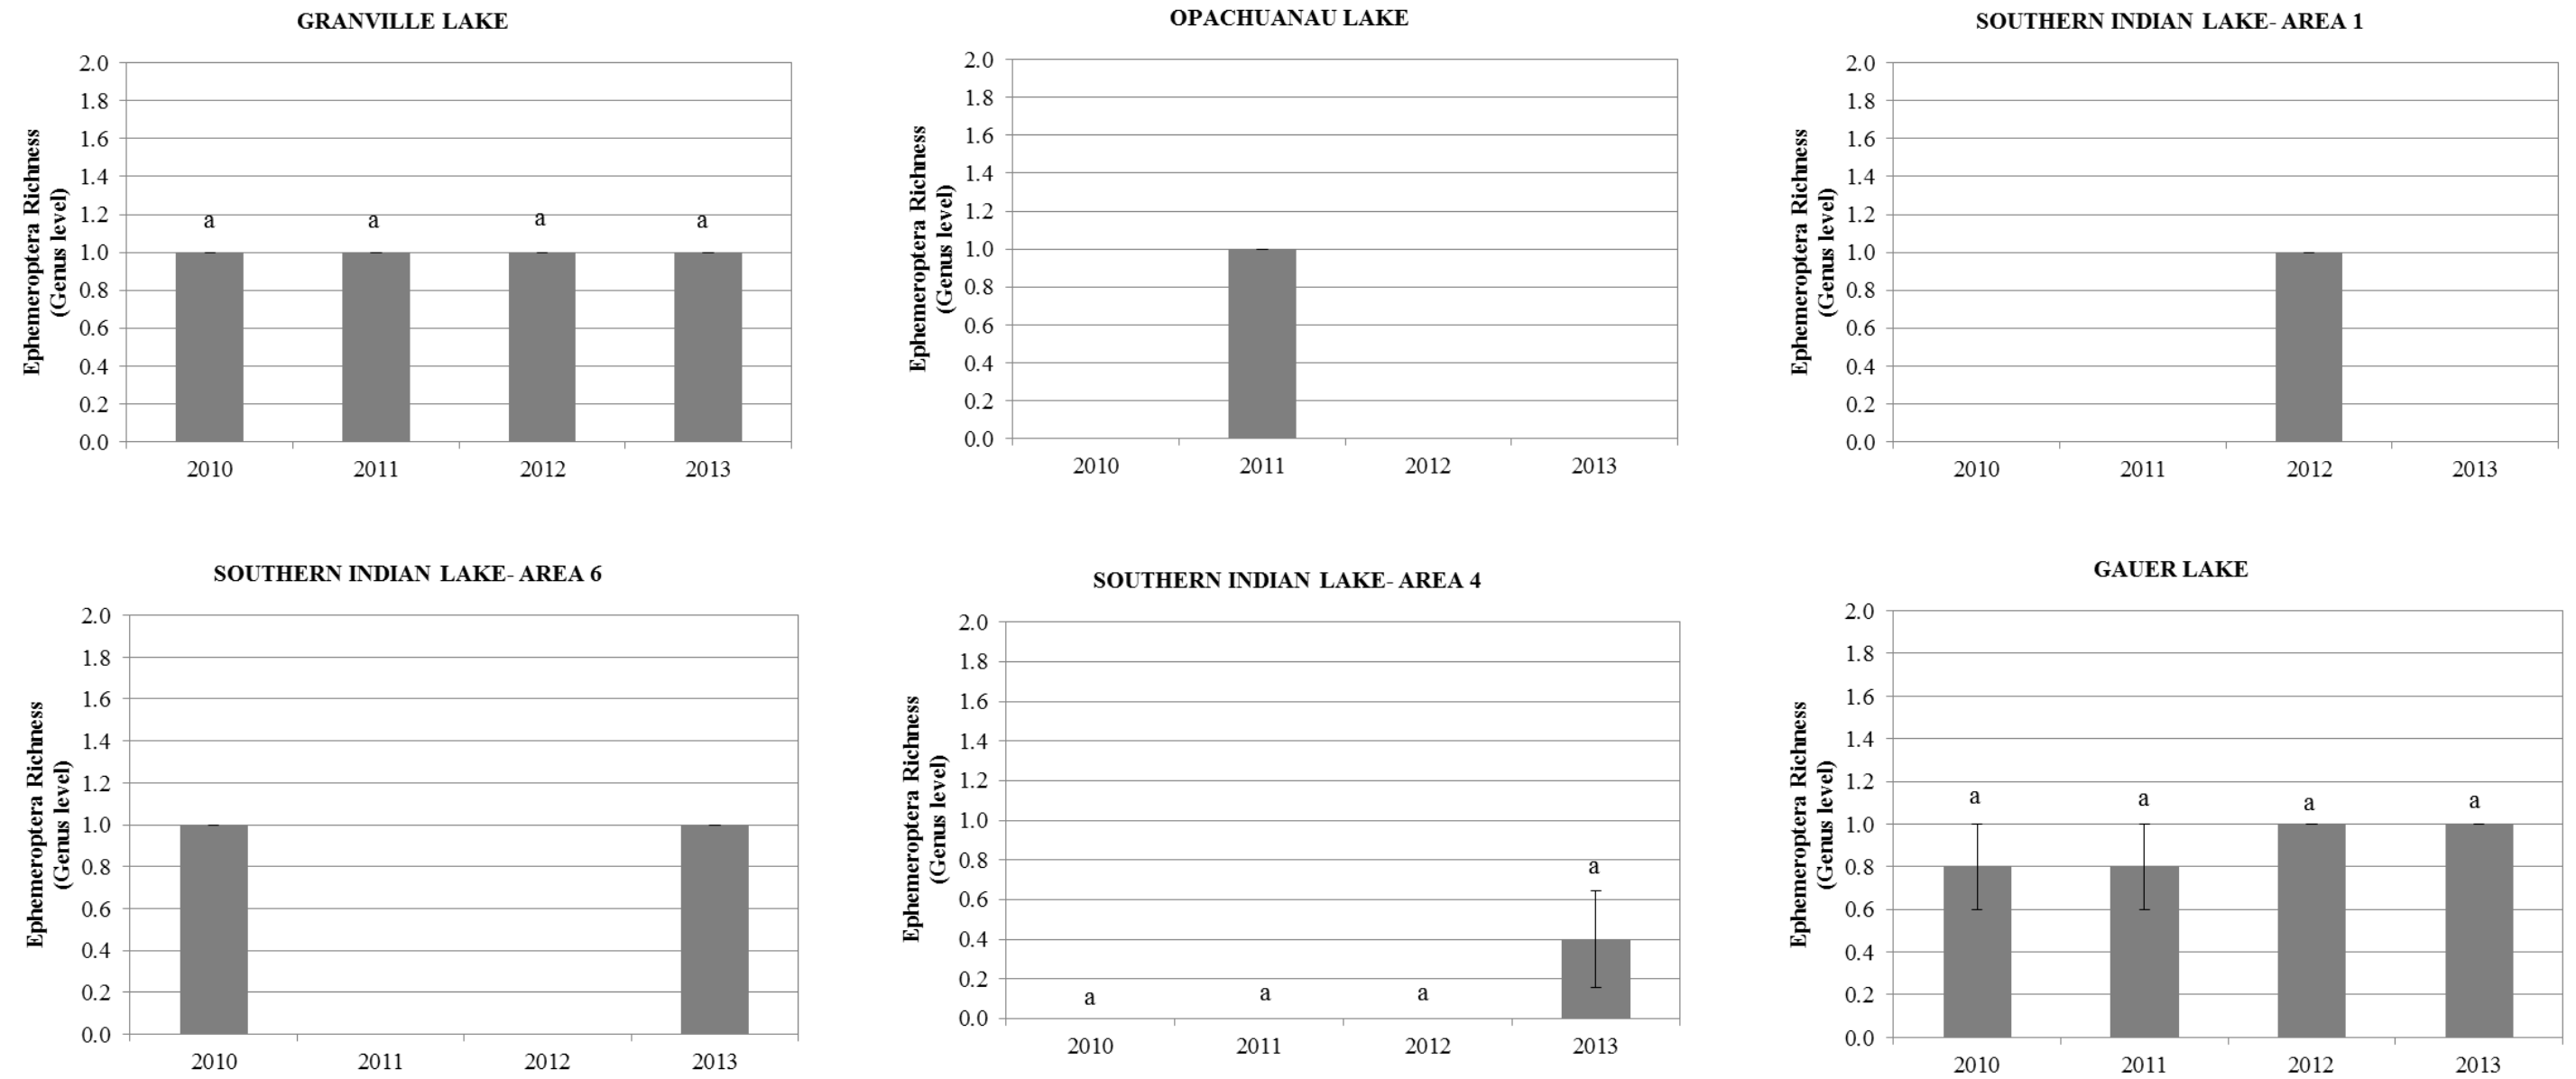 GRANVILLE LAKE
Ephemeroptera Richness
(Genus level)
2.0
1.8
1.6
1.4
1.2
1.0
0.8
0.6
0.4
0.2
0.0
a a a a
2010 2011 2012 2013
OPACHUANAU LAKE
Ephemeroptera Richness
(Genus level)
2.0
1.8
1.6
1.4
1.2
1.0
0.8
0.6
0.4
0.2
0.0
2010 2011 2012 2013
SOUTHERN INDIAN LAKE- AREA 1
Ephemeroptera Richness
(Genus level)
2.0
1.8
1.6
1.4
1.2
1.0
0.8
0.6
0.4
0.2
0.0
2010 2011 2012 2013
SOUTHERN INDIAN LAKE- AREA 6
Ephemeroptera Richness
(Genus level)
2.0
1.8
1.6
1.4
1.2
1.0
0.8
0.6
0.4
0.2
0.0
2010 2011 2012 2013
SOUTHERN INDIAN LAKE- AREA 4
Ephemeroptera Richness
(Genus level)
2.0
1.8
1.6
1.4
1.2
1.0
0.8
0.6
0.4
0.2
0.0
a a a a
2010 2011 2012 2013
GAUER LAKE
Ephemeroptera Richness
(Genus level)
2.0
1.8
1.6
1.4
1.2
1.0
0.8
0.6
0.4
0.2
0.0
a a a a
2010 2011 2012 2013